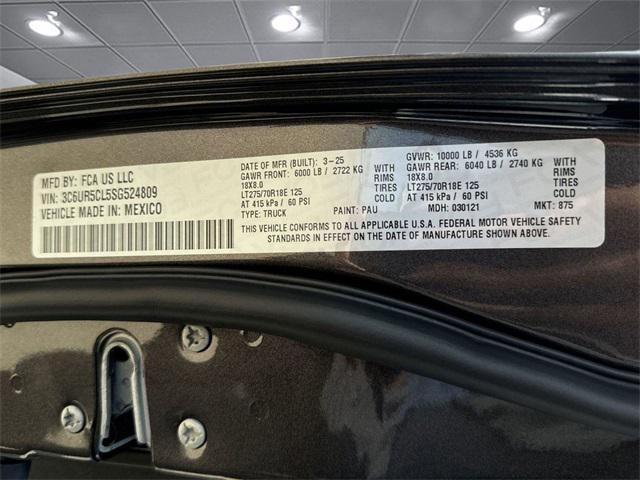 MFD BY: FCA US LLC
VIN: 3C6UR5CL5SG524809
VEHICLE MADE IN: MEXICO
DATE OF MFR (BUILT): 3-25
GAWR FRONT: 6000 LB / 2722 KG
18X8.0
LT275/70R18E 125
AT 415 kPa / 60 PSI
TYPE: TRUCK
WITH
TIRES
RIMS
COLD
PAINT: PAU
GVWR: 10000 LB / 4536 KG
GAWR REAR: 6040 LB / 2740 KG
18X8.0
LT275/70R18E 125
AT 415 kPa / 60 PSI
MDH: 030121
WITH
RIMS
TIRES
COLD
MKT: 875
THIS VEHICLE CONFORMS TO ALL APPLICABLE U.S.A. FEDERAL MOTOR VEHICLE SAFETY
STANDARDS IN EFFECT ON THE DATE OF MANUFACTURE SHOWN ABOVE.